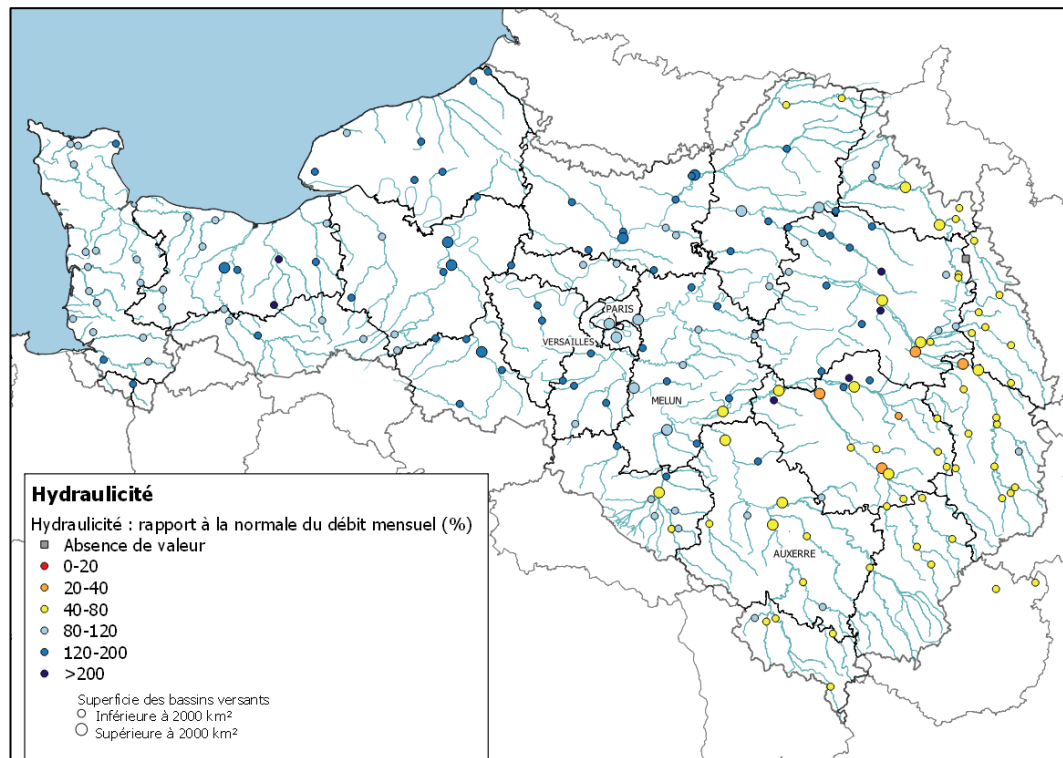 PARIS
VERSAILLES
MELUN
AUXERRE
Hydraulicité
Hydraulicité : rapport à la normale du débit mensuel (%)
Absence de valeur
0-20
20-40
40-80
80-120
120-200
>200
Superficie des bassins versants
Inférieure à 2000 km²
Supérieure à 2000 km²